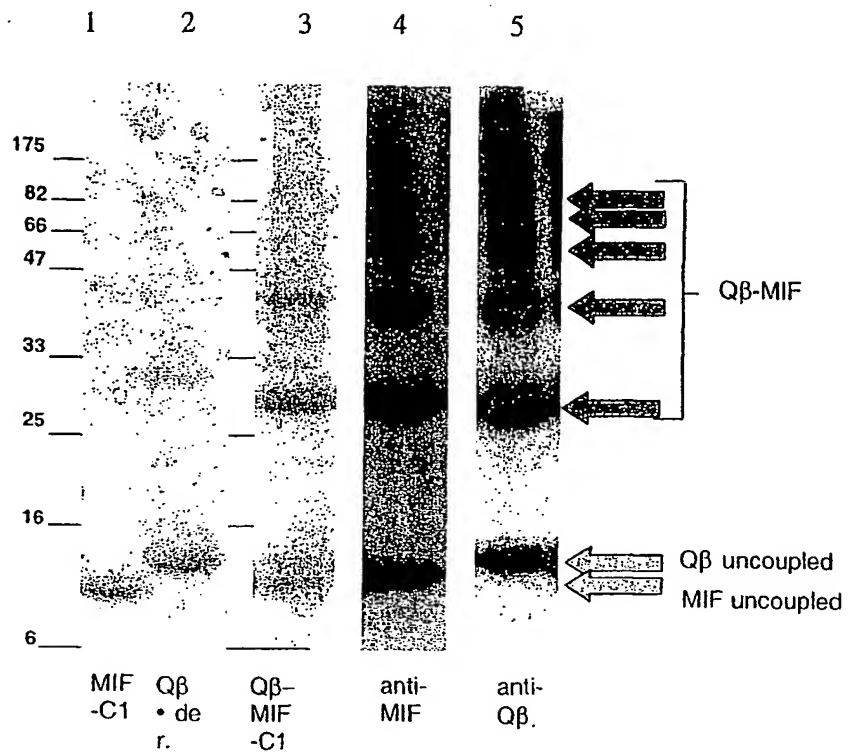 1 2 3 4 5
175
82
66
47
Qβ-MIF
33
25
16
Qβ uncoupled
MIF uncoupled
6
MIF
-C1
Qβ
• de
r.
Qβ–
MIF
-C1
anti-
MIF
anti-
Qβ.